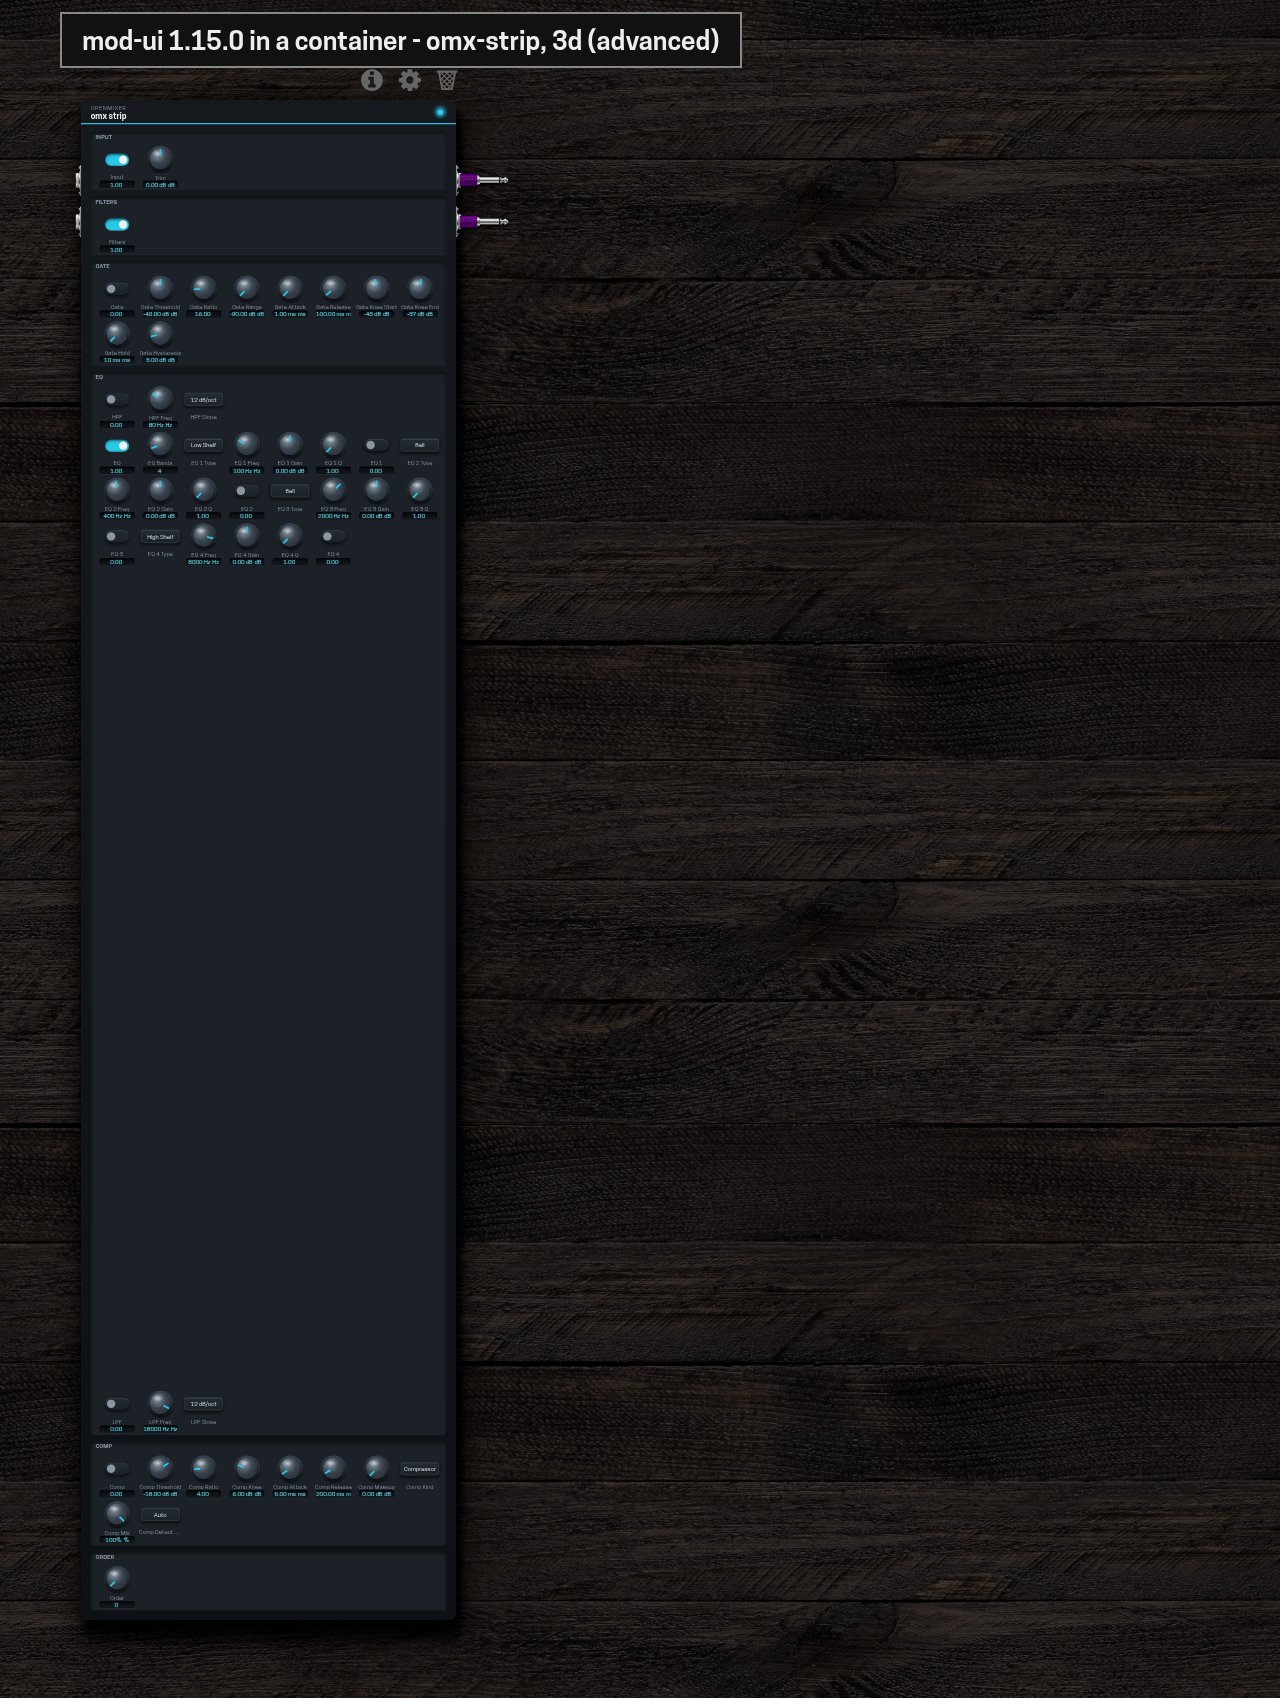 mod-ui 1.15.0 in a container - omx-strip, 3d (advanced)
OPENMIXER
omx strip
INPUT
Input Trim
1.00 0.00 dB dB
FILTERS
Filters
1.00
GATE
Gate Gate Threshold Gate Ratio Gate Range Gate Attack Gate Release Gate Knee Start Gate Knee End
0.00 -40.00 dB dB 16.00 -90.00 dB dB 1.00 ms ms 100.00 ms m -43 dB dB -37 dB dB
Gate Hold Gate Hysteresis
10 ms ms
EQ
12 dB/oct
HPF HPF Freq HPF Slope
0.00 80 Hz Hz
Low Shelf Bell
EQ EQ Bands EQ 1 Type EQ 1 Freq EQ 1 Gain EQ 1 Q EQ 1 EQ 2 Type
1.00 4 100 Hz Hz 0.00 dB dB 1.00 0.00
Bell
EQ 2 Freq EQ 2 Gain EQ 2 Q EQ 2 EQ 3 Type EQ 3 Freq EQ 3 Gain EQ 3 Q
400 Hz Hz 0.00 dB dB 1.00 0.00 2000 Hz Hz 0.00 dB dB 1.00
High Shelf
EQ 3 EQ 4 Type EQ 4 Freq EQ 4 Gain EQ 4 Q EQ 4
0.00 8000 Hz Hz 0.00 dB dB 1.00 0.00
12 dB/oct
LPF LPF Freq LPF Slope
0.00 18000 Hz Hz
COMP
Compressor
Comp Comp Threshold Comp Ratio Comp Knee Comp Attack Comp Release Comp Makeup Comp Kind
0.00 -18.00 dB dB 4.00 6.00 dB dB 5.00 ms ms 200.00 ms m 0.00 dB dB
Auto
Comp Mix Comp Detect ...
100% %
ORDER
Order
0